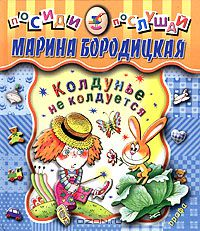 ПОСИДИ ПОСЛУШАЙ
МАРИНА БОРОДИЦКАЯ
Колдунье
не колдуется